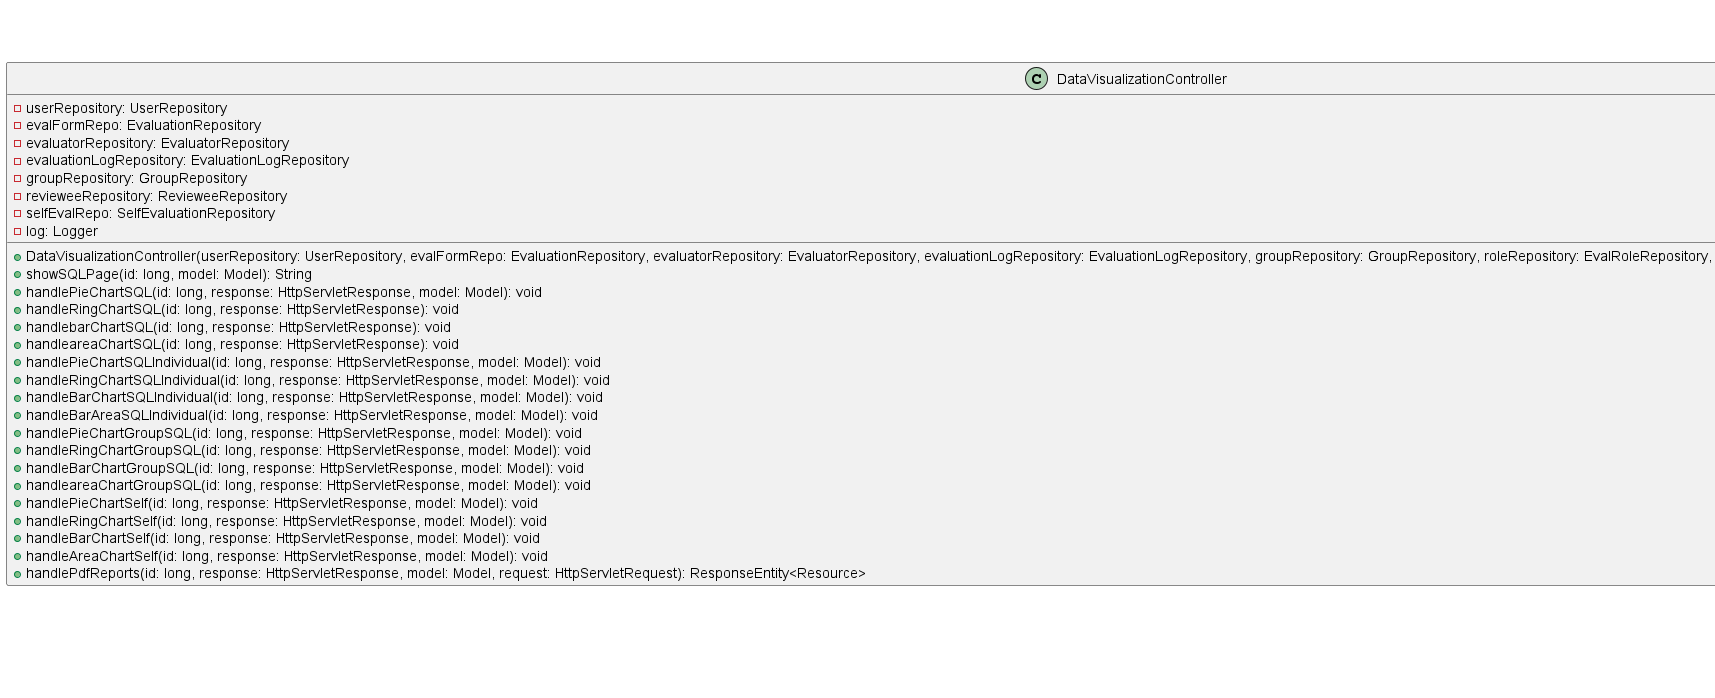 C DataVisualizationController
userRepository: UserRepository
evalFormRepo: EvaluationRepository
evaluatorRepository: EvaluatorRepository
evaluationLogRepository: EvaluationLogRepository
groupRepository: GroupRepository
revieweeRepository: RevieweeRepository
selfEvalRepo: SelfEvaluationRepository
log: Logger
DataVisualizationController(userRepository: UserRepository, evalFormRepo: EvaluationRepository, evaluatorRepository: EvaluatorRepository, evaluationLogRepository: EvaluationLogRepository, groupRepository: GroupRepository, roleRepository: EvalRoleRepository,
showSQLPage(id: long, model: Model): String
handlePieChartSQL(id: long, response: HttpServletResponse, model: Model): void
handleRingChartSQL(id: long, response: HttpServletResponse): void
handlebarChartSQL(id: long, response: HttpServletResponse): void
handleareaChartSQL(id: long, response: HttpServletResponse): void
handlePieChartSQLIndividual(id: long, response: HttpServletResponse, model: Model): void
handleRingChartSQLIndividual(id: long, response: HttpServletResponse, model: Model): void
handleBarChartSQLIndividual(id: long, response: HttpServletResponse, model: Model): void
handleBarAreaSQLIndividual(id: long, response: HttpServletResponse, model: Model): void
handlePieChartGroupSQL(id: long, response: HttpServletResponse, model: Model): void
handleRingChartGroupSQL(id: long, response: HttpServletResponse, model: Model): void
handleBarChartGroupSQL(id: long, response: HttpServletResponse, model: Model): void
handleareaChartGroupSQL(id: long, response: HttpServletResponse, model: Model): void
handlePieChartSelf(id: long, response: HttpServletResponse, model: Model): void
handleRingChartSelf(id: long, response: HttpServletResponse, model: Model): void
handleBarChartSelf(id: long, response: HttpServletResponse, model: Model): void
handleAreaChartSelf(id: long, response: HttpServletResponse, model: Model): void
handlePdfReports(id: long, response: HttpServletResponse, model: Model, request: HttpServletRequest): ResponseEntity<Resource>